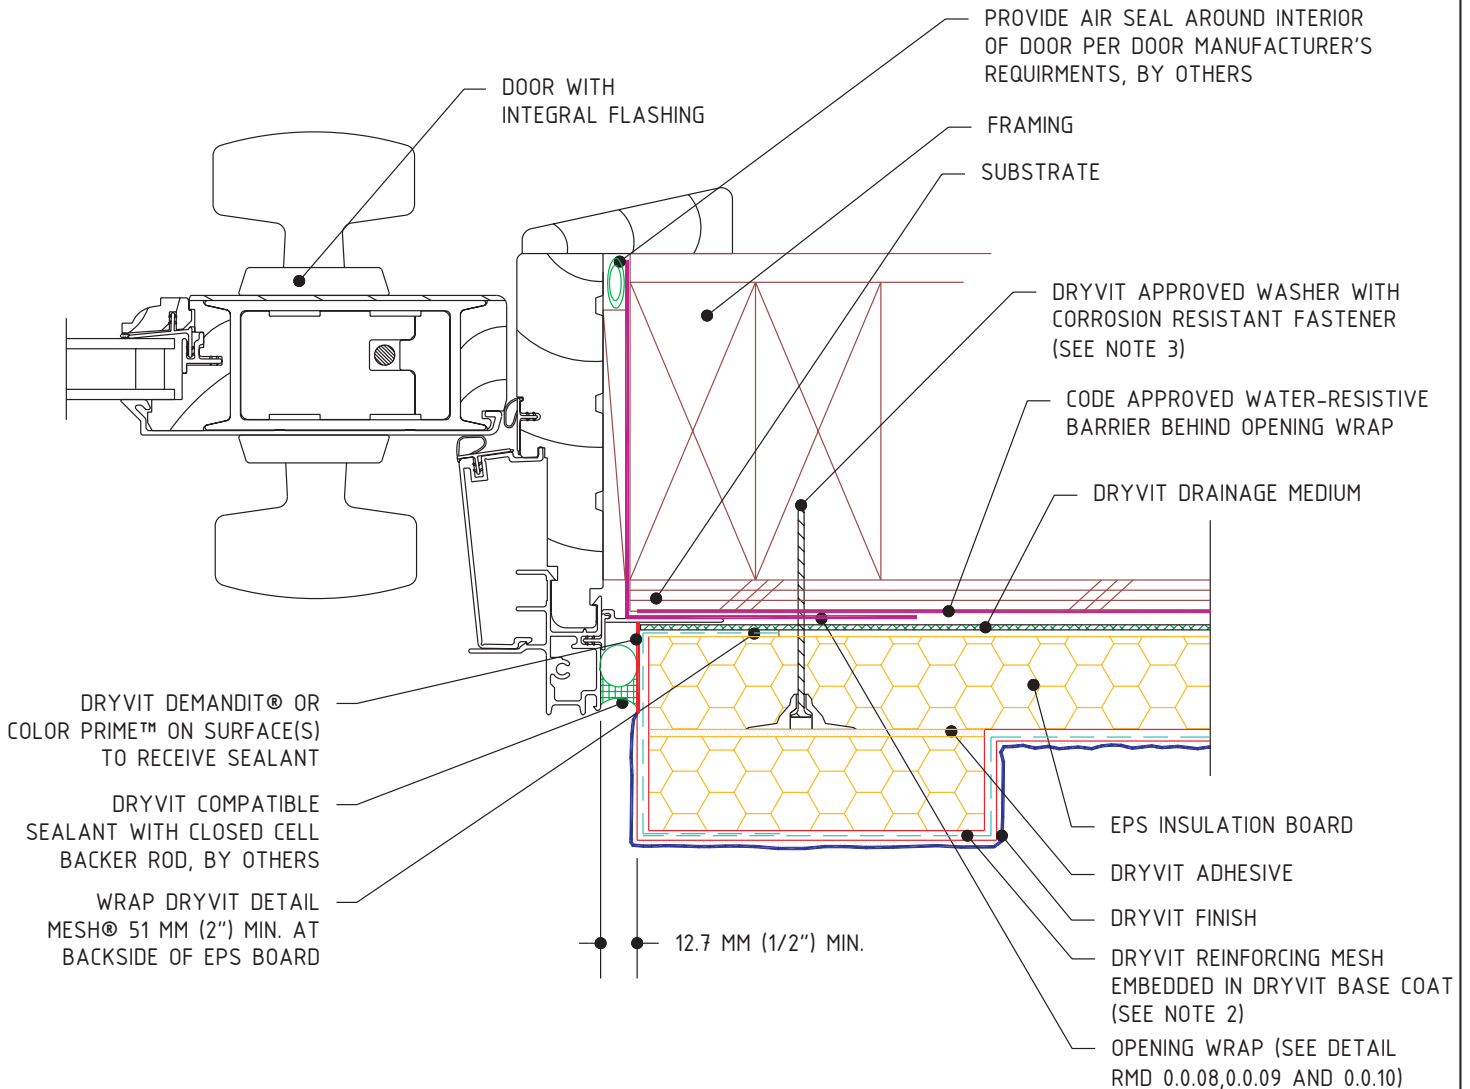 PROVIDE AIR SEAL AROUND INTERIOR
OF DOOR PER DOOR MANUFACTURER'S
REQUIRMENTS, BY OTHERS
DOOR WITH
INTEGRAL FLASHING
FRAMING
SUBSTRATE
DRYVIT APPROVED WASHER WITH
CORROSION RESISTANT FASTENER
(SEE NOTE 3)
CODE APPROVED WATER-RESISTIVE
BARRIER BEHIND OPENING WRAP
DRYVIT DRAINAGE MEDIUM
DRYVIT DEMANDIT® OR
COLOR PRIME™ ON SURFACE(S)
TO RECEIVE SEALANT
DRYVIT COMPATIBLE
SEALANT WITH CLOSED CELL
BACKER ROD, BY OTHERS
WRAP DRYVIT DETAIL
MESH® 51 MM (2") MIN. AT
BACKSIDE OF EPS BOARD
12.7 MM (1/2") MIN.
EPS INSULATION BOARD
DRYVIT ADHESIVE
DRYVIT FINISH
DRYVIT REINFORCING MESH
EMBEDDED IN DRYVIT BASE COAT
(SEE NOTE 2)
OPENING WRAP (SEE DETAIL
RMD 0.0.08,0.0.09 AND 0.0.10)